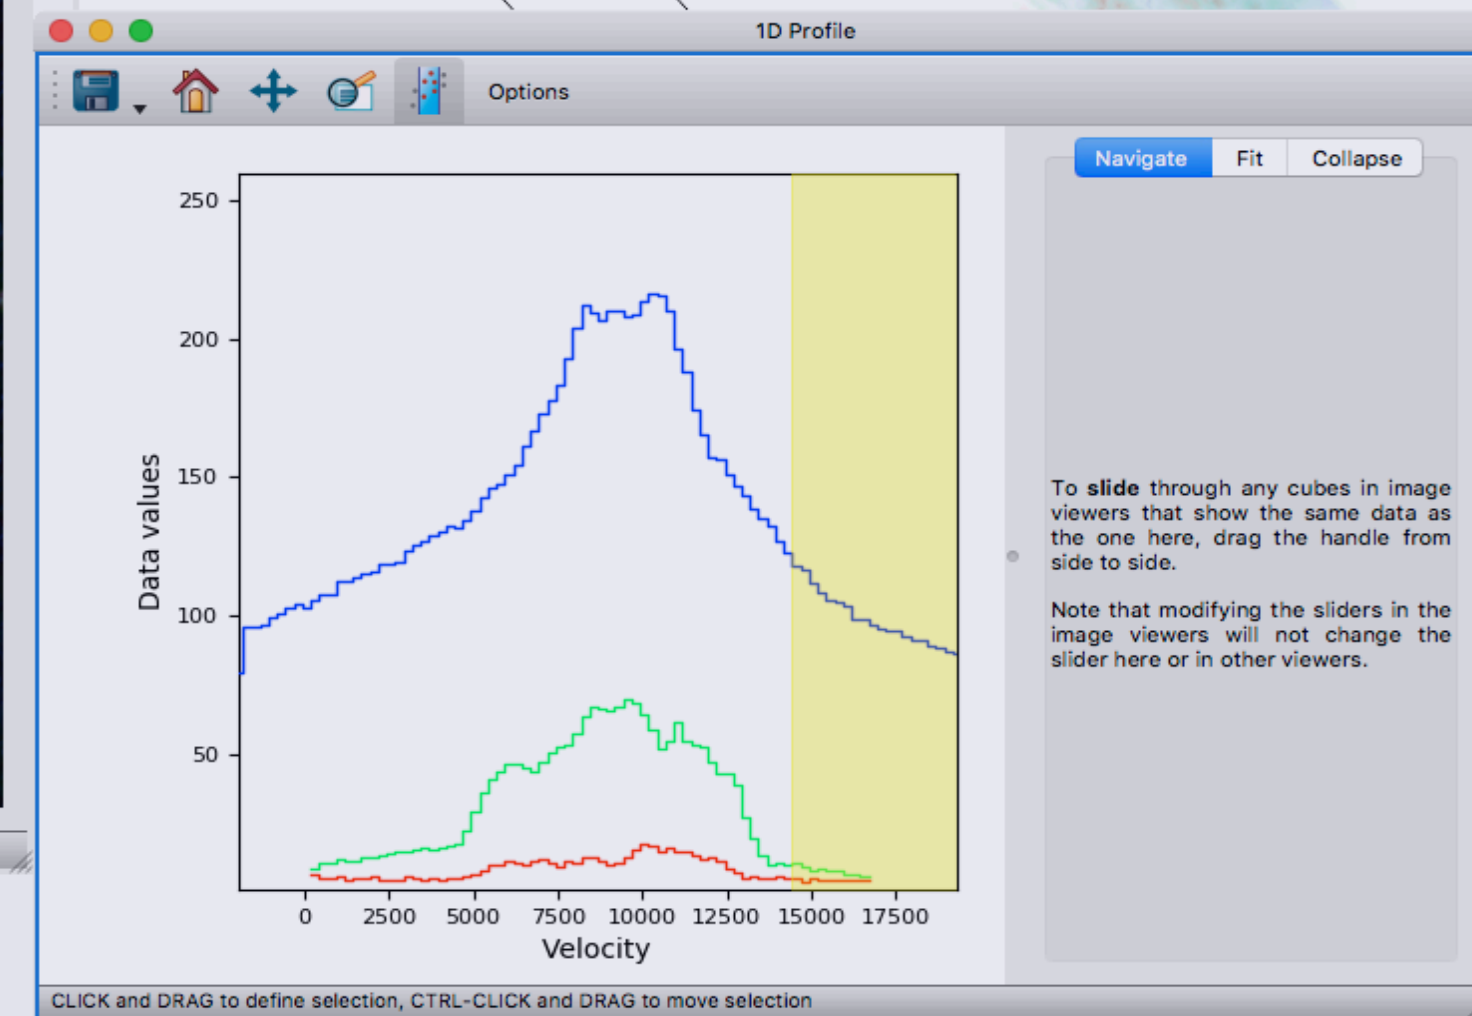 1D Profile
Options
Navigate
Fit
Collapse
250
200
150
100
50
Data values
0
2500
5000
7500
10000
12500
15000
17500
Velocity
To slide through any cubes in image
viewers that show the same data as
the one here, drag the handle from
side to side.
Note that modifying the sliders in the
image viewers will not change the
slider here or in other viewers.
CLICK and DRAG to define selection, CTRL-CLICK and DRAG to move selection